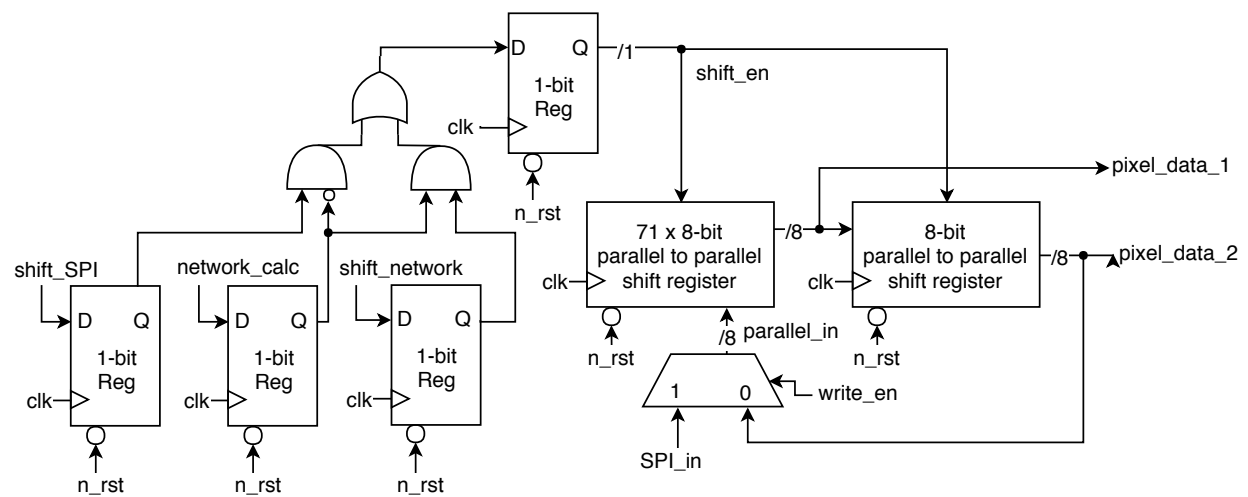 D Q
1-bit
Reg
clk
n_rst
/1
shift_en
pixel_data_1
71 x 8-bit
parallel to parallel
shift register
clk
n_rst
/8
8-bit
parallel to parallel
shift register
clk
n_rst
/8
pixel_data_2
shift_SPI
D Q
1-bit
Reg
clk
n_rst
network_calc
D Q
1-bit
Reg
clk
n_rst
shift_network
D Q
1-bit
Reg
clk
n_rst
/8
parallel_in
1 0
write_en
SPI_in